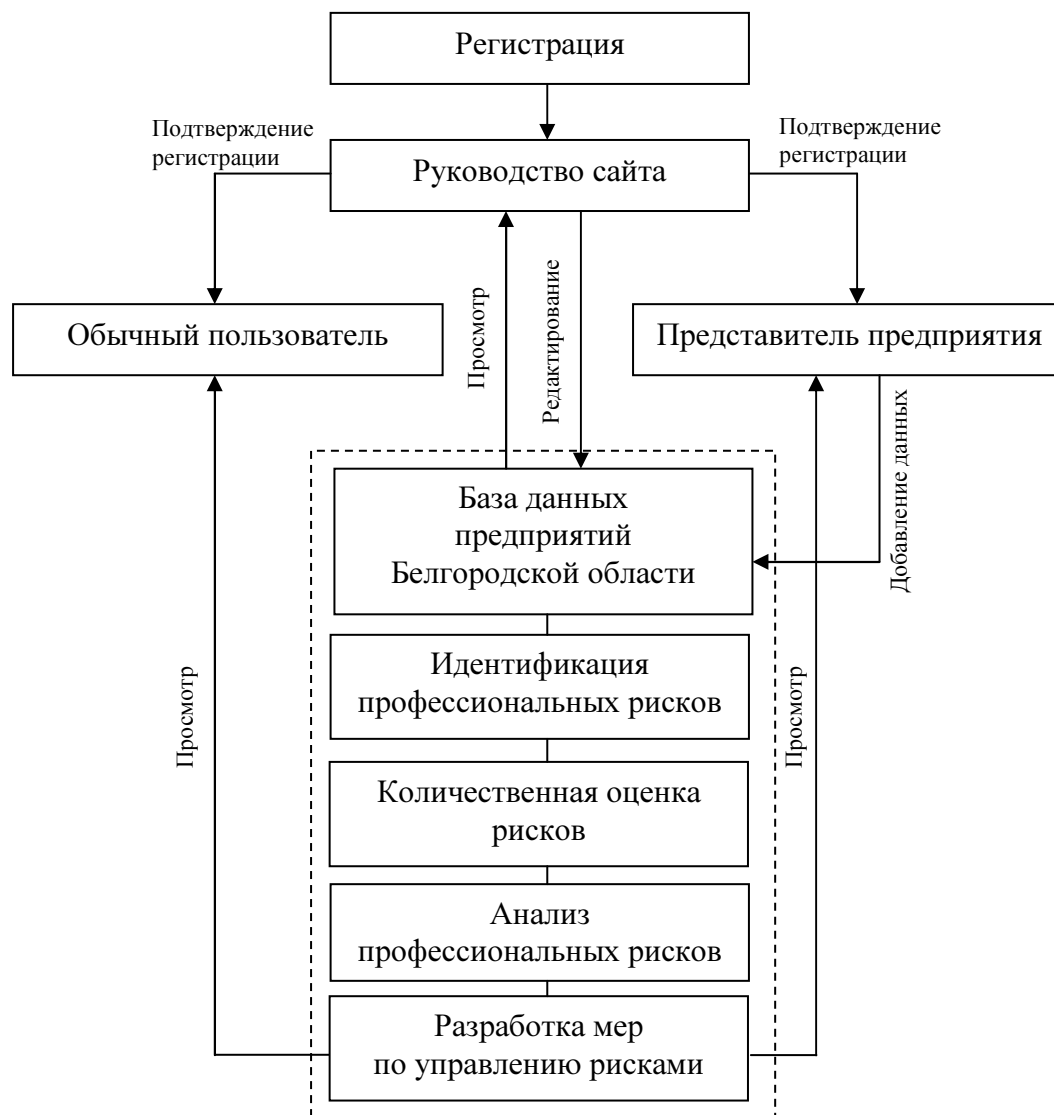 Регистрация
Подтверждение
регистрации
Подтверждение
регистрации
Руководство сайта
Просмотр
Редактирование
Обычный пользователь
Представитель предприятия
Добавление данных
База данных
предприятий
Белгородской области
Идентификация
профессиональных рисков
Просмотр
Просмотр
Количественная оценка
рисков
Анализ
профессиональных рисков
Разработка мер
по управлению рисками